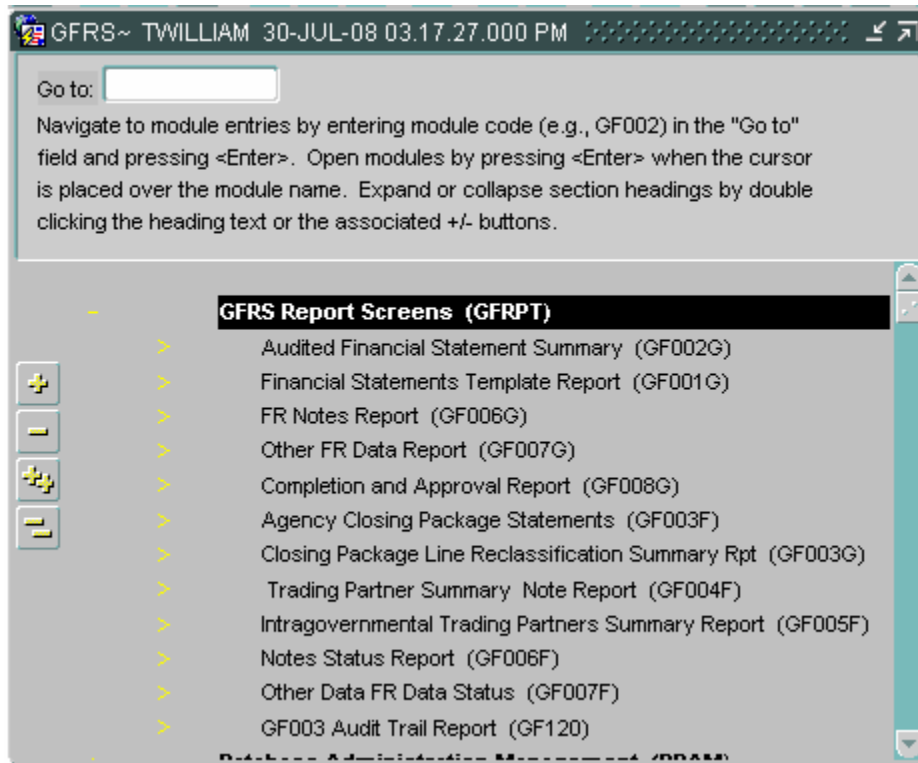 GFRS~ TWILLIAM 30-JUL-08 03.17.27.000 PM
Go to:
Navigate to module entries by entering module code (e.g., GF002) in the "Go to"
field and pressing <Enter>. Open modules by pressing <Enter> when the cursor
is placed over the module name. Expand or collapse section headings by double
clicking the heading text or the associated +/- buttons.
GFRS Report Screens (GFRPT)
Audited Financial Statement Summary (GF002G)
Financial Statements Template Report (GF001G)
FR Notes Report (GF006G)
Other FR Data Report (GF007G)
Completion and Approval Report (GF008G)
Agency Closing Package Statements (GF003F)
Closing Package Line Reclassification Summary Rpt (GF003G)
Trading Partner Summary Note Report (GF004F)
Intragovernmental Trading Partners Summary Report (GF005F)
Notes Status Report (GF006F)
Other Data FR Data Status (GF007F)
GF003 Audit Trail Report (GF120)
Database Administration Management